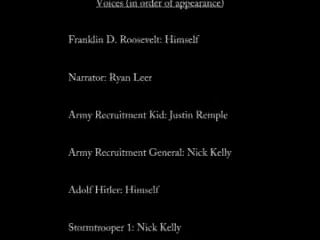 Voices (in order of appearance)
Franklin D. Roosevelt: Himself
Narrator: Ryan Leer
Army Recruitment Kid: Justin Remple
Army Recruitment General: Nick Kelly
Adolf Hitler: Himself
Stormtrooper 1: Nick Kelly